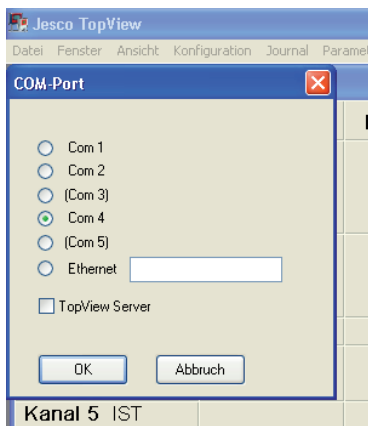 Jesco TopView
Datei Fenster Ansicht Konfiguration Journal
COM-Port
Com 1
Com 2
(Com 3)
Com 4
(Com 5)
Ethernet
TopView Server
OK Abbruch
Kanal 5 IST